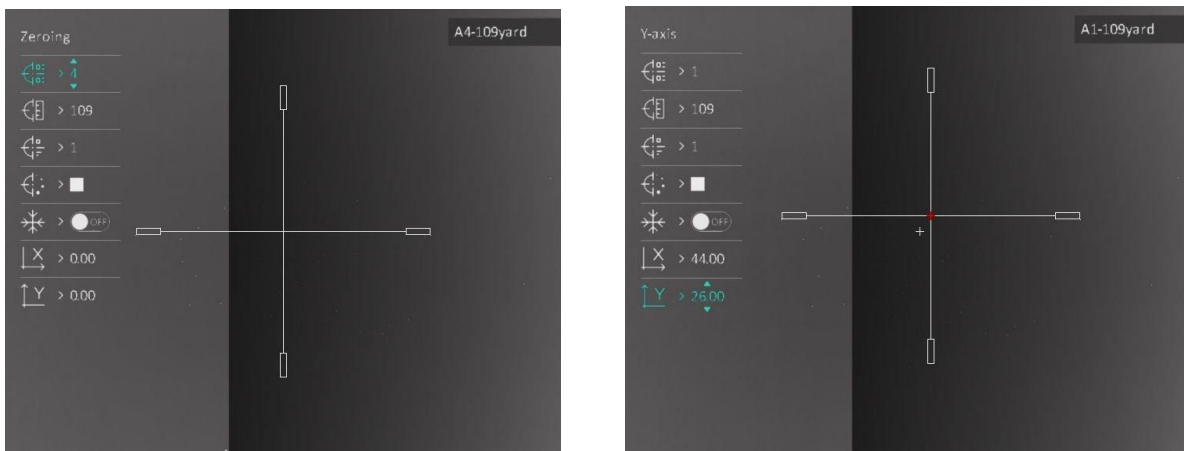 Zeroing
A4-109yard
> 4
> 109
> 1
>
> OFF
X > 0.00
Y > 0.00
Y-axis
A1-109yard
> 1
> 109
> 1
>
> OFF
X > 44.00
Y > 26.00